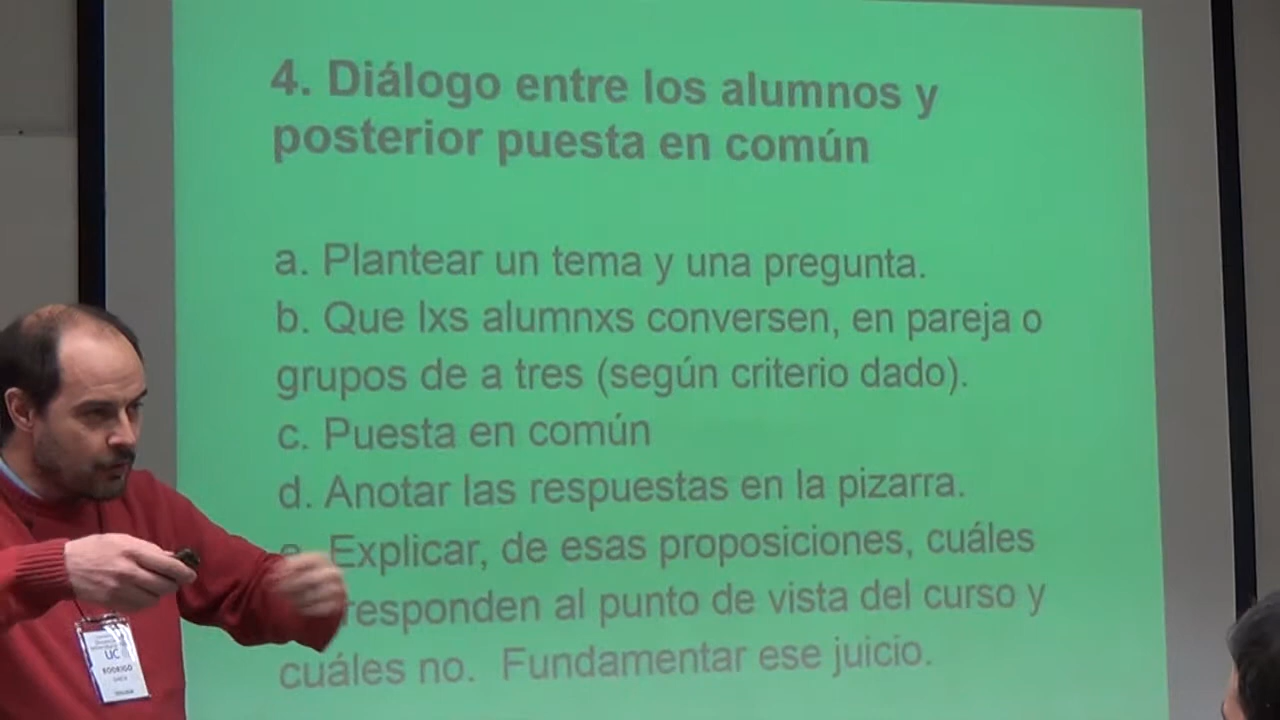 4. Diálogo entre los alumnos y
posterior puesta en común
a. Plantear un tema y una pregunta.
b. Que lxs alumnxs conversen, en pareja o
grupos de a tres (según criterio dado).
c. Puesta en común
d. Anotar las respuestas en la pizarra.
Explicar, de esas proposiciones, cuáles
responden al punto de vista del curso y
cuáles no. Fundamentar ese juicio.
UC
RODRIGO